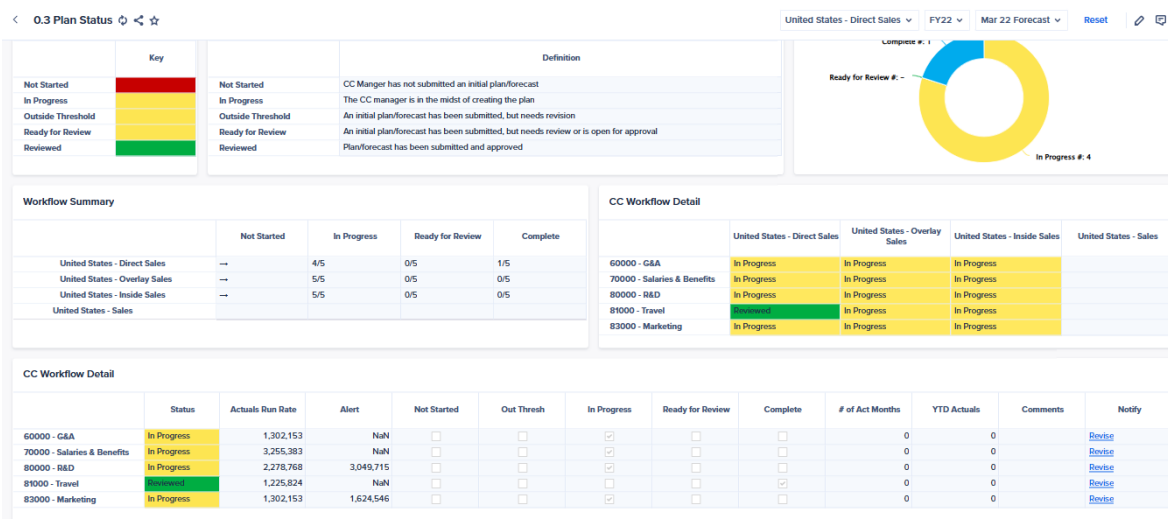 0.3 Plan Status
United States - Direct Sales FY22 Mar 22 Forecast Reset
Key
Not Started
In Progress
Outside Threshold
Ready for Review
Reviewed
Definition
Not Started CC Manger has not submitted an initial plan/forecast
In Progress The CC manager is in the midst of creating the plan
Outside Threshold An initial plan/forecast has been submitted, but needs revision
Ready for Review An initial plan/forecast has been submitted, but needs review or is open for approval
Reviewed Plan/forecast has been submitted and approved
Complete #: 1
Ready for Review #: –
In Progress #: 4
Workflow Summary
Not Started In Progress Ready for Review Complete
United States - Direct Sales → 4/5 0/5 1/5
United States - Overlay Sales → 5/5 0/5 0/5
United States - Inside Sales → 5/5 0/5 0/5
United States - Sales
CC Workflow Detail
United States - Direct Sales United States - Overlay Sales United States - Inside Sales United States - Sales
60000 - G&A In Progress In Progress In Progress
70000 - Salaries & Benefits In Progress In Progress In Progress
80000 - R&D In Progress In Progress In Progress
81000 - Travel Reviewed In Progress In Progress
83000 - Marketing In Progress In Progress In Progress
CC Workflow Detail
Status Actuals Run Rate Alert Not Started Out Thresh In Progress Ready for Review Complete # of Act Months YTD Actuals Comments Notify
60000 - G&A In Progress 1,302,153 NaN 0 0 Revise
70000 - Salaries & Benefits In Progress 3,255,383 NaN 0 0 Revise
80000 - R&D In Progress 2,278,768 3,049,715 0 0 Revise
81000 - Travel Reviewed 1,225,824 NaN 0 0 Revise
83000 - Marketing In Progress 1,302,153 1,624,546 0 0 Revise